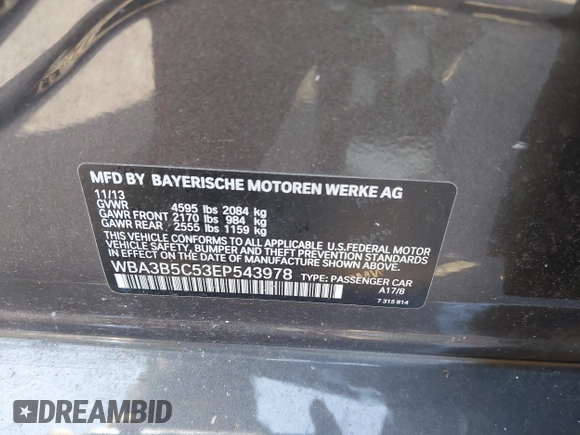 MFD BY BAYERISCHE MOTOREN WERKE AG
11/13
GVWR 4595 lbs 2084 kg
GAWR FRONT 2170 lbs 984 kg
GAWR REAR 2555 lbs 1159 kg
THIS VEHICLE CONFORMS TO ALL APPLICABLE U.S.FEDERAL MOTOR
VEHICLE SAFETY, BUMPER AND THEFT PREVENTION STANDARDS
IN EFFECT ON THE DATE OF MANUFACTURE SHOWN ABOVE.
WBA3B5C53EP543978 TYPE: PASSENGER CAR
A17/8
7 315 814
DREAMBID